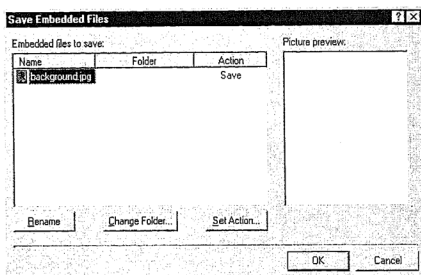 Save Embedded Files
Embedded files to save:
Picture preview:
Name Folder Action
background.jpg Save
Rename Change Folder... Set Action...
OK Cancel